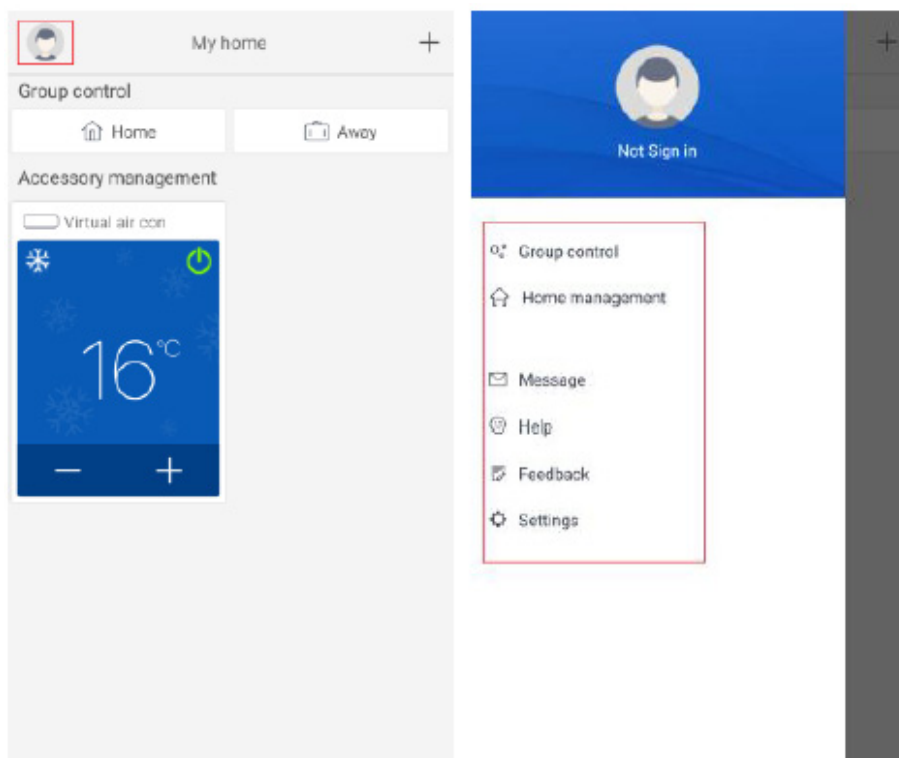 My home
Group control
Home
Away
Accessory management
Virtual air con
16°C
Not Sign in
Group control
Home management
Message
Help
Feedback
Settings